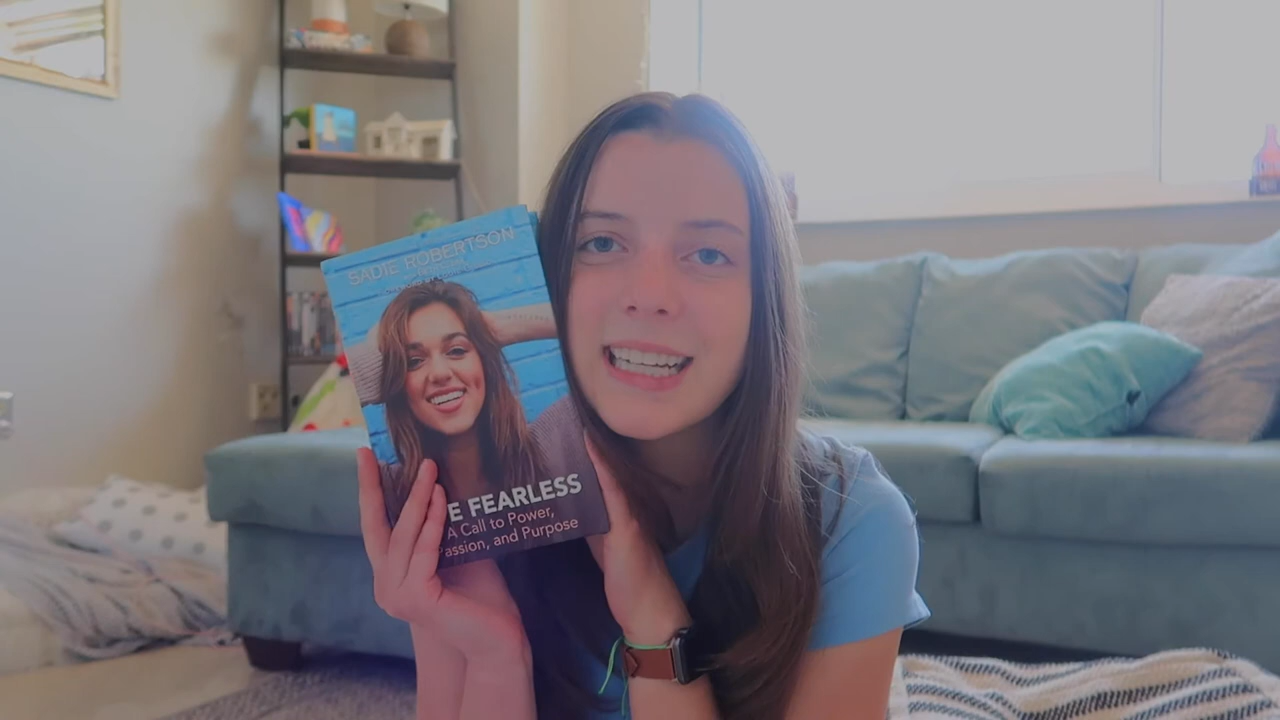 SADIE ROBERTSON
E FEARLESS
A Call to Power,
Passion, and Purpose